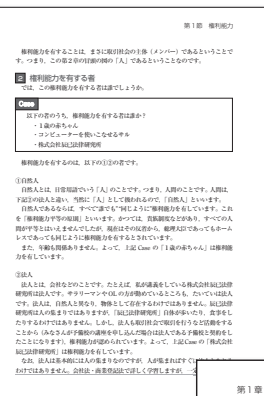 第1節 権利能力
権利能力を有することは、まさに取引社会の主体（メンバー）であるということで
す。つまり、この第2章の冒頭の図の「人」であるということなのです。
2 権利能力を有する者
では、この権利能力を有する者は誰でしょうか。
Case
以下の者のうち、権利能力を有する者は誰か？
・1歳の赤ちゃん
・コンピューターを使いこなせるサル
・株式会社辰已法律研究所
権利能力を有するのは、以下の①②の者です。
①自然人
自然人とは、日常用語でいう「人」のことです。つまり、人間のことです。人間は、
下記②の法人と違い、当然に「人」として扱われるので、「自然人」といいます。
自然人であるならば、すべて“誰でも”“同じように”権利能力を有しています。これ
を「権利能力平等の原則」といいます。かつては、貴族制度などがあり、すべての人
間が平等とはいえませんでしたが、現在はその反省から、総理大臣であってもホーム
レスであっても同じように権利能力を有するとされています。
また、年齢も関係ありません。よって、上記 Case の「1歳の赤ちゃん」は権利能
力を有しています。
②法人
法人とは、会社などのことです。たとえば、私が講義をしている株式会社辰已法律
研究所は法人です。サラリーマンやOLの方が勤めているところも、たいていは法人
です。法人は、自然人と異なり、物体として存在するわけではありません。辰已法律
研究所は人の集まりではありますが、「辰已法律研究所」自体が歩いたり、食事をし
たりするわけではありません。しかし、法人も取引社会で取引を行うなど活動をする
ことから（みなさんが予備校の講座を申し込んだ場合は法人である予備校と契約をし
たことになります）、権利能力が認められています。よって、上記 Case の「株式会社
辰已法律研究所」は権利能力を有しています。
なお、法人は基本的には人の集まりなのですが、人が集まればすぐに
わけではありません。会社法・商業登記法で詳しく学習しますが、一
第1章